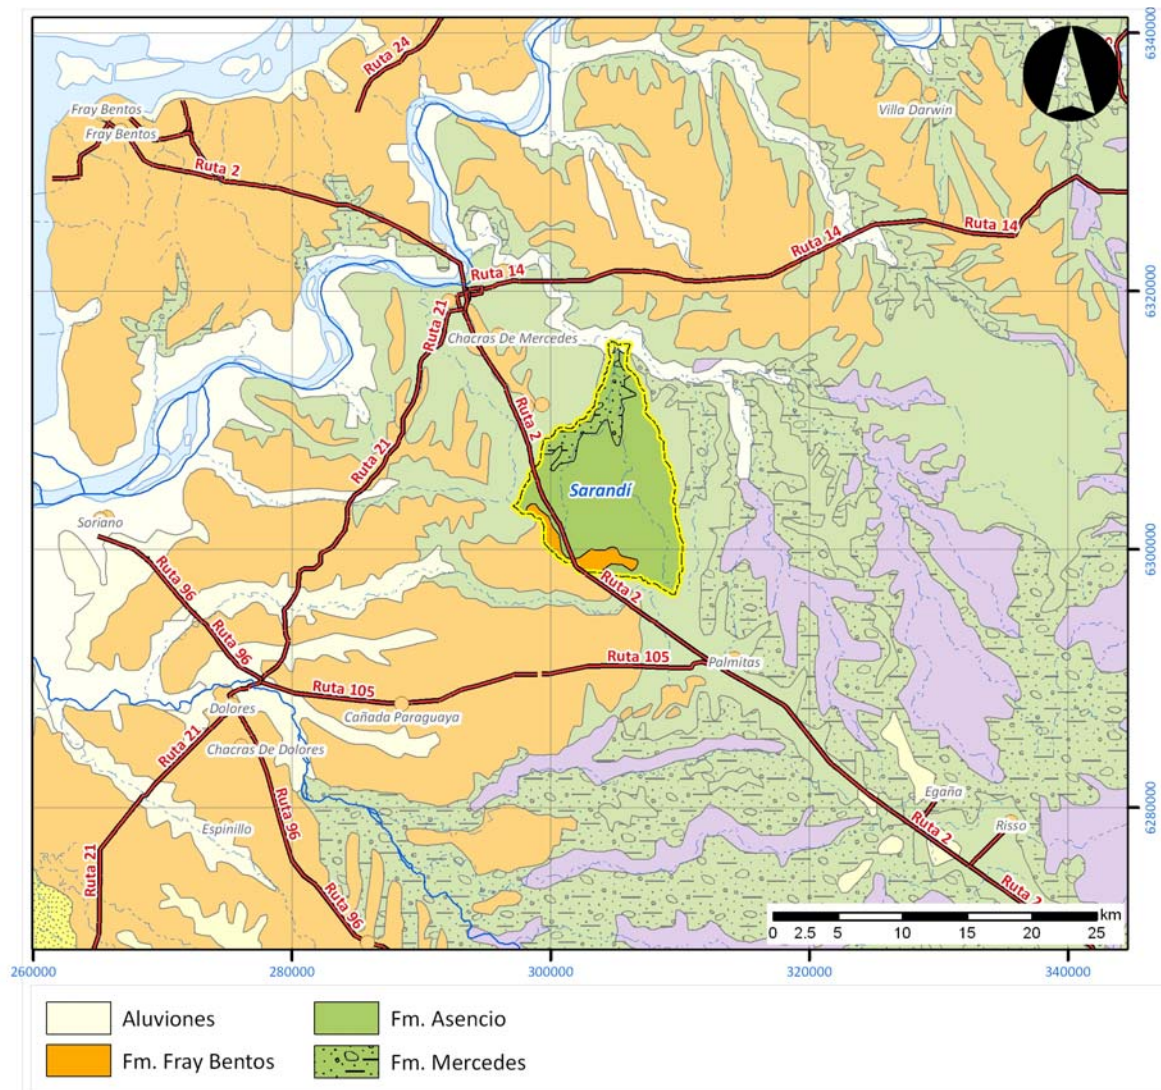 6340000
Ruta 24
Fray Bentos
Villa Darwin
Fray Bentos
Ruta 2
Ruta 14
Ruta 14
Ruta 14
6320000
Ruta 21
Chacras De Mercedes
Ruta 2
Ruta 21
Sarandí
Soriano
6300000
Ruta 96
Ruta 2
Ruta 96
Ruta 105
Palmitas
Ruta 105
Dolores
Cañada Paraguaya
Ruta 21
Chacras De Dolores
Egaña
6280000
Ruta 96
Espinillo
Ruta 2
Risso
Ruta 21
Ruta 96
Ruta 2
km
0 2.5 5 10 15 20 25
260000 280000 300000 320000 340000
Aluviones Fm. Asencio
Fm. Fray Bentos Fm. Mercedes